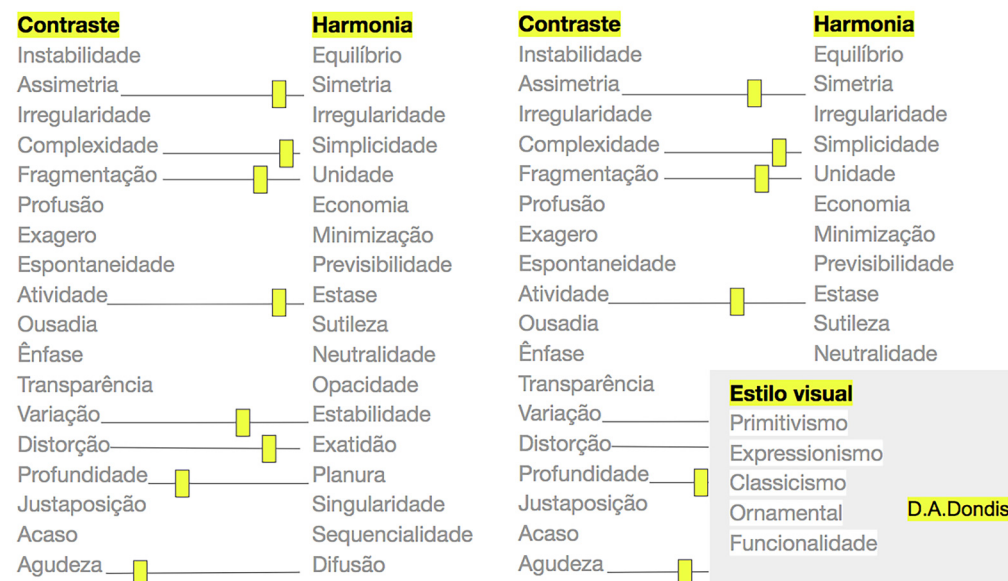 Contraste Harmonia
Instabilidade Equilíbrio
Assimetria Simetria
Irregularidade Irregularidade
Complexidade Simplicidade
Fragmentação Unidade
Profusão Economia
Exagero Minimização
Espontaneidade Previsibilidade
Atividade Estase
Ousadia Sutileza
Ênfase Neutralidade
Transparência Opacidade
Variação Estabilidade
Distorção Exatidão
Profundidade Planura
Justaposição Singularidade
Acaso Sequencialidade
Agudeza Difusão
Contraste Harmonia
Instabilidade Equilíbrio
Assimetria Simetria
Irregularidade Irregularidade
Complexidade Simplicidade
Fragmentação Unidade
Profusão Economia
Exagero Minimização
Espontaneidade Previsibilidade
Atividade Estase
Ousadia Sutileza
Ênfase Neutralidade
Transparência
Variação
Distorção
Profundidade
Justaposição
Acaso
Agudeza
Estilo visual
Primitivismo
Expressionismo
Classicismo
Ornamental
Funcionalidade
D.A.Dondis